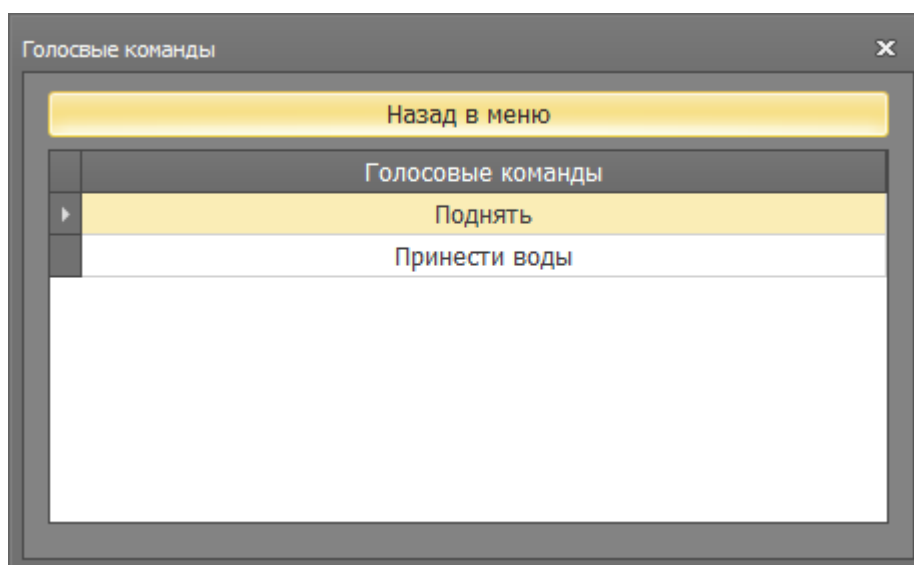 Голосвые команды
Назад в меню
Голосовые команды
Поднять
Принести воды